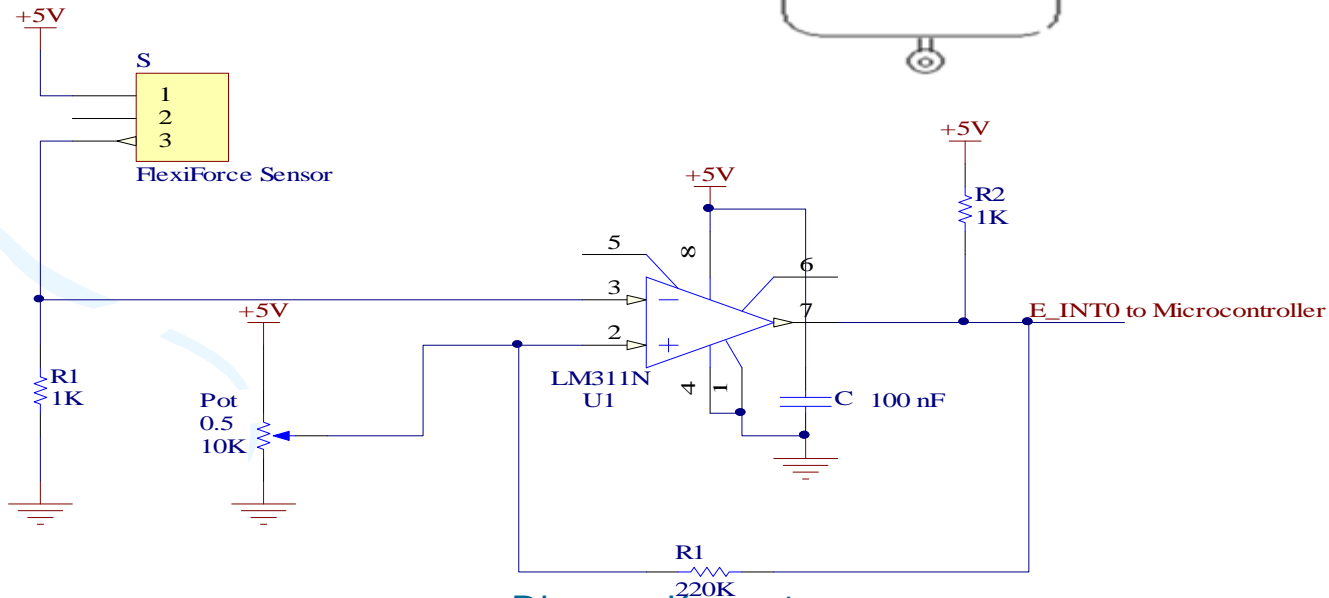 +5V
S
1
2
3
FlexiForce Sensor
+5V
R2
1K
+5V
8
5
6
3
7
E_INT0 to Microcontroller
2
+5V
LM311N
U1
4
1
C 100 nF
R1
1K
Pot
0.5
10K
R1
220K